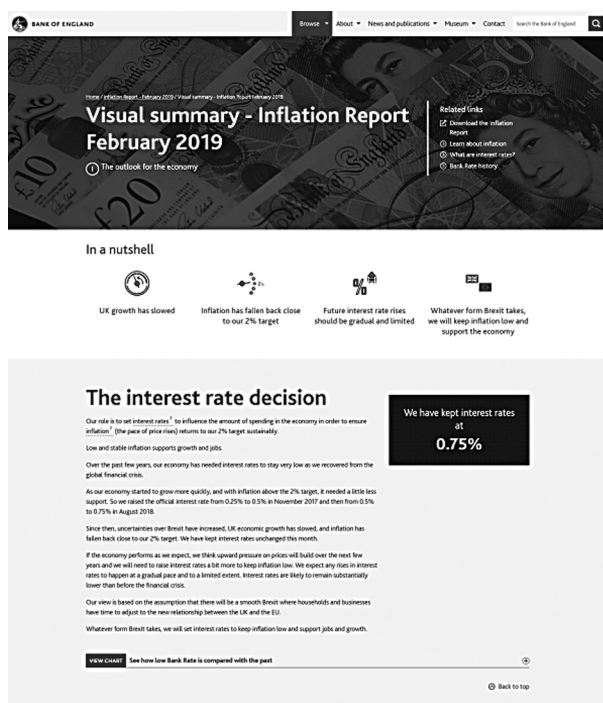 BANK OF ENGLAND
Browse About News and publications Museum Contact Search the Bank of England
Home / Inflation Report - February 2019 / Visual summary - Inflation Report February 2019
Visual summary - Inflation Report
February 2019
The outlook for the economy
Related links
Download the Inflation
Report
Learn about inflation
What are interest rates?
Bank Rate history
In a nutshell
UK growth has slowed
2%
Inflation has fallen back close
to our 2% target
Future interest rate rises
should be gradual and limited
Whatever form Brexit takes,
we will keep inflation low and
support the economy
The interest rate decision
Our role is to set interest rates to influence the amount of spending in the economy in order to ensure
inflation (the pace of price rises) returns to our 2% target sustainably.
Low and stable inflation supports growth and jobs.
Over the past few years, our economy has needed interest rates to stay very low as we recovered from the
global financial crisis.
As our economy started to grow more quickly, and with inflation above the 2% target, it needed a little less
support. So we raised the official interest rate from 0.25% to 0.5% in November 2017 and then from 0.5%
to 0.75% in August 2018.
Since then, uncertainties over Brexit have increased, UK economic growth has slowed, and inflation has
fallen back close to our 2% target. We have kept interest rates unchanged this month.
If the economy performs as we expect, we think upward pressure on prices will build over the next few
years and we will need to raise interest rates a bit more to keep inflation low. We expect any rises in interest
rates to happen at a gradual pace and to a limited extent. Interest rates are likely to remain substantially
lower than before the financial crisis.
Our view is based on the assumption that there will be a smooth Brexit where households and businesses
have time to adjust to the new relationship between the UK and the EU.
Whatever form Brexit takes, we will set interest rates to keep inflation low and support jobs and growth.
We have kept interest rates
at
0.75%
VIEW CHART See how low Bank Rate is compared with the past
Back to top